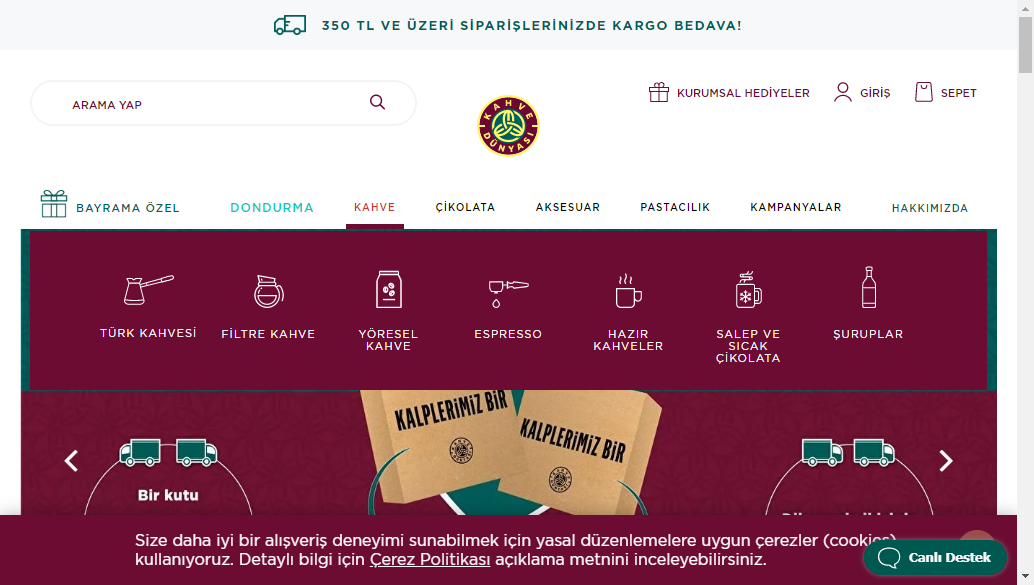 350 TL VE ÜZERİ SİPARİŞLERİNİZDE KARGO BEDAVA!
ARAMA YAP
KURUMSAL HEDİYELER
GİRİŞ
SEPET
KAHVE
DÜNYASI
BAYRAMA ÖZEL
DONDURMA
KAHVE
ÇİKOLATA
AKSESUAR
PASTACILIK
KAMPANYALAR
HAKKIMIZDA
TÜRK KAHVESİ
FİLTRE KAHVE
YÖRESEL
KAHVE
ESPRESSO
HAZIR
KAHVELER
SALEP VE
SICAK
ÇİKOLATA
ŞURUPLAR
KALPLERİMİZ BİR
KALPLERİMİZ BİR
Bir kutu
Size daha iyi bir alışveriş deneyimi sunabilmek için yasal düzenlemelere uygun çerezler (cookies)
kullanıyoruz. Detaylı bilgi için Çerez Politikası açıklama metnini inceleyebilirsiniz.
Canlı Destek